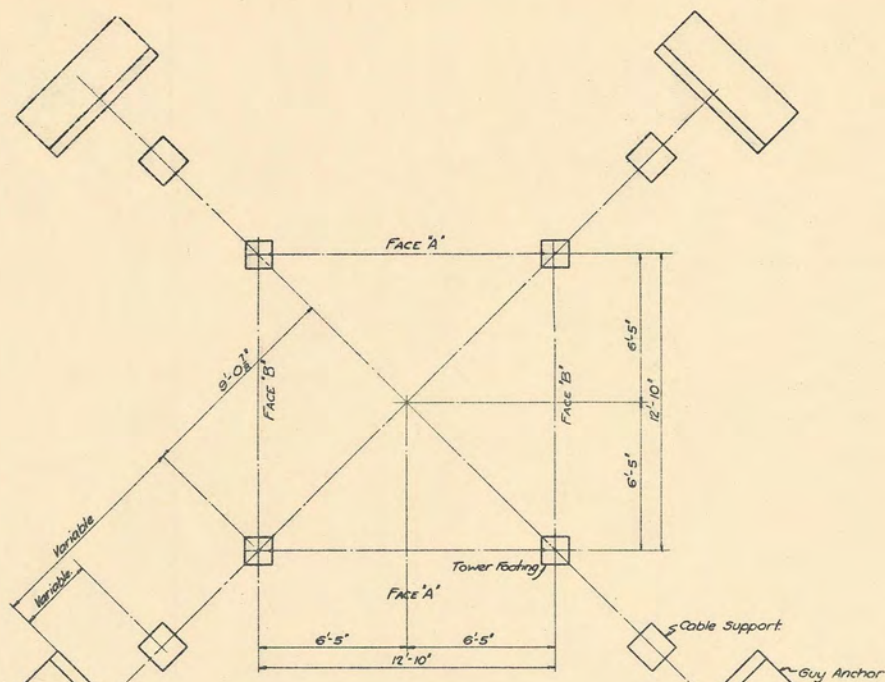 FACE "A"
6'-5"
12'-10"
9'-0⅞"
FACE "B"
FACE "B"
6'-5"
Variable
Variable.
Tower Footing
FACE "A"
6'-5"
6'-5"
12'-10"
Cable Support.
Guy Anchor